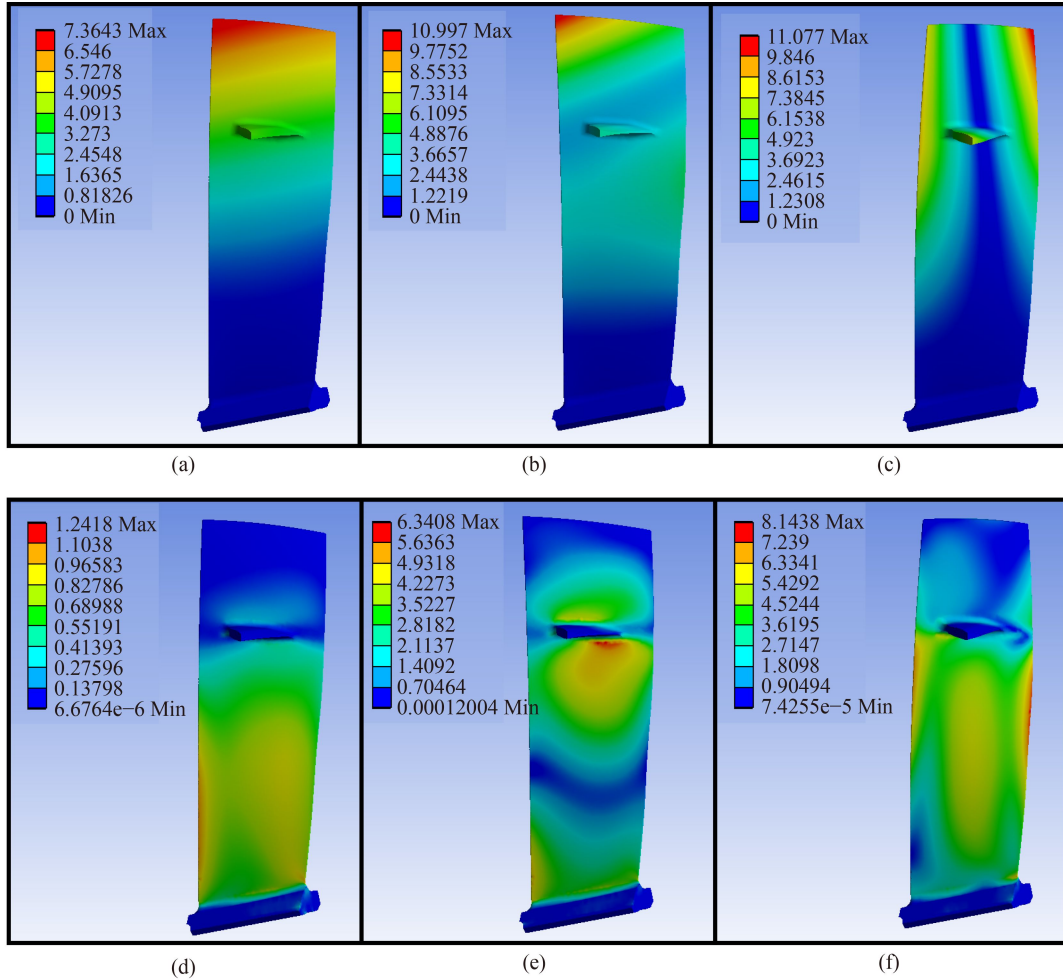 7.3643 Max
6.546
5.7278
4.9095
4.0913
3.273
2.4548
1.6365
0.81826
0 Min
10.997 Max
9.7752
8.5533
7.3314
6.1095
4.8876
3.6657
2.4438
1.2219
0 Min
11.077 Max
9.846
8.6153
7.3845
6.1538
4.923
3.6923
2.4615
1.2308
0 Min
(a)
(b)
(c)
1.2418 Max
1.1038
0.96583
0.82786
0.68988
0.55191
0.41393
0.27596
0.13798
6.6764e−6 Min
6.3408 Max
5.6363
4.9318
4.2273
3.5227
2.8182
2.1137
1.4092
0.70464
0.00012004 Min
8.1438 Max
7.239
6.3341
5.4292
4.5244
3.6195
2.7147
1.8098
0.90494
7.4255e−5 Min
(d)
(e)
(f)